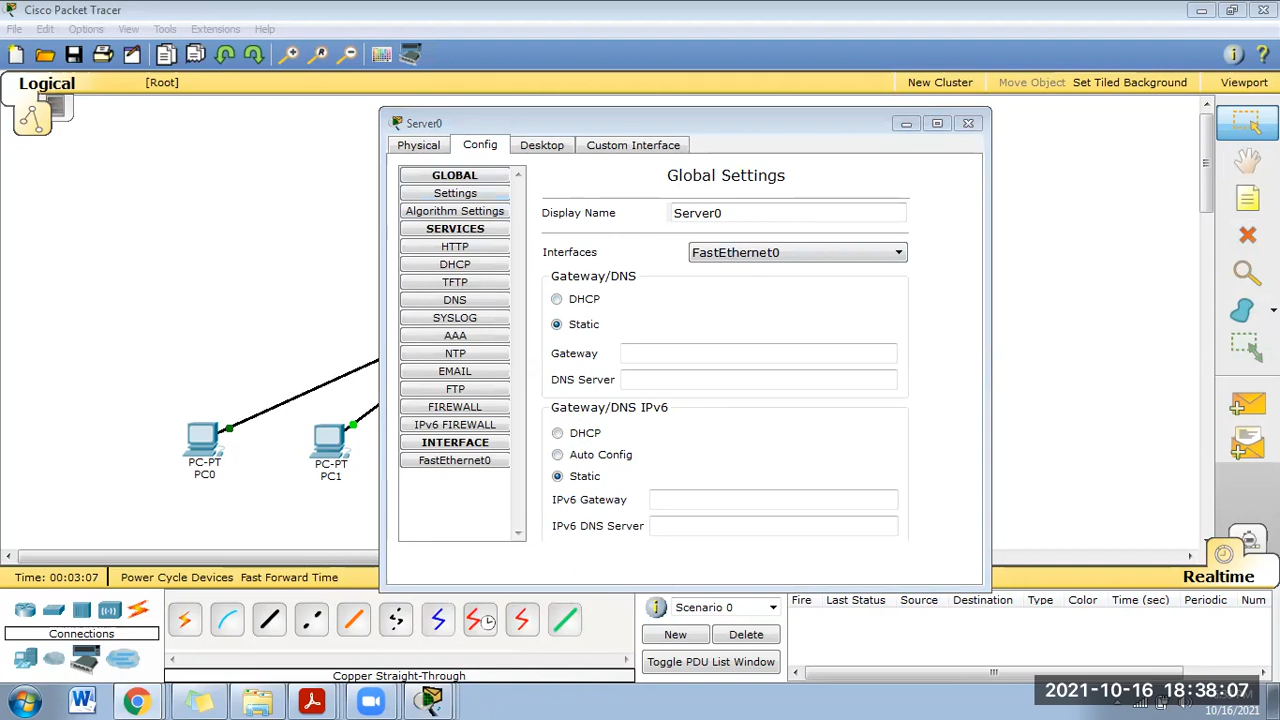 Cisco Packet Tracer
File Edit Options View Tools Extensions Help
Logical [Root] New Cluster Move Object Set Tiled Background Viewport
Server0
Physical Config Desktop Custom Interface
GLOBAL
Settings
Algorithm Settings
SERVICES
HTTP
DHCP
TFTP
DNS
SYSLOG
AAA
NTP
EMAIL
FTP
FIREWALL
IPv6 FIREWALL
INTERFACE
FastEthernet0
Global Settings
Display Name Server0
Interfaces FastEthernet0
Gateway/DNS
DHCP
Static
Gateway
DNS Server
Gateway/DNS IPv6
DHCP
Auto Config
Static
IPv6 Gateway
IPv6 DNS Server
PC-PT
PC0
PC-PT
PC1
Time: 00:03:07 Power Cycle Devices Fast Forward Time Realtime
Connections
Copper Straight-Through
Scenario 0
New Delete
Toggle PDU List Window
Fire Last Status Source Destination Type Color Time (sec) Periodic Num
2021-10-16 18:38:07
10/16/2021